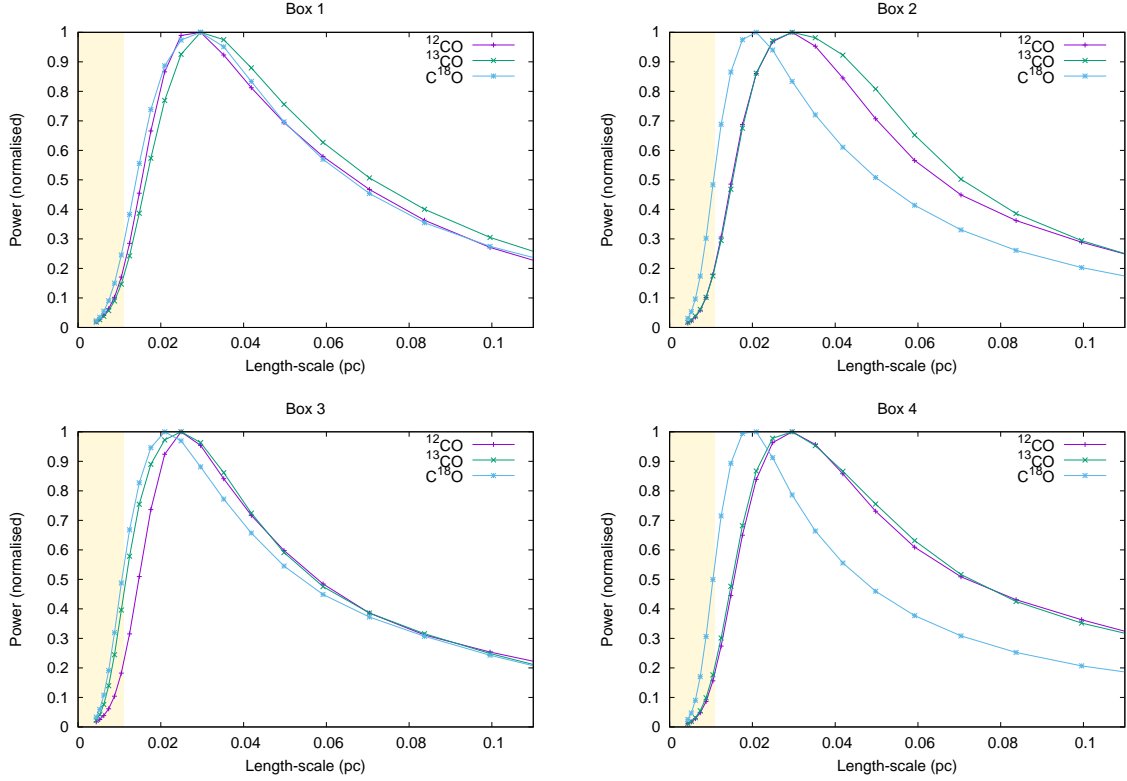 Box 1
Power (normalised)
1
0.9
0.8
0.7
0.6
0.5
0.4
0.3
0.2
0.1
0
¹²CO
¹³CO
C¹⁸O
0 0.02 0.04 0.06 0.08 0.1
Length-scale (pc)
Box 2
Power (normalised)
1
0.9
0.8
0.7
0.6
0.5
0.4
0.3
0.2
0.1
0
¹²CO
¹³CO
C¹⁸O
0 0.02 0.04 0.06 0.08 0.1
Length-scale (pc)
Box 3
Power (normalised)
1
0.9
0.8
0.7
0.6
0.5
0.4
0.3
0.2
0.1
0
¹²CO
¹³CO
C¹⁸O
0 0.02 0.04 0.06 0.08 0.1
Length-scale (pc)
Box 4
Power (normalised)
1
0.9
0.8
0.7
0.6
0.5
0.4
0.3
0.2
0.1
0
¹²CO
¹³CO
C¹⁸O
0 0.02 0.04 0.06 0.08 0.1
Length-scale (pc)